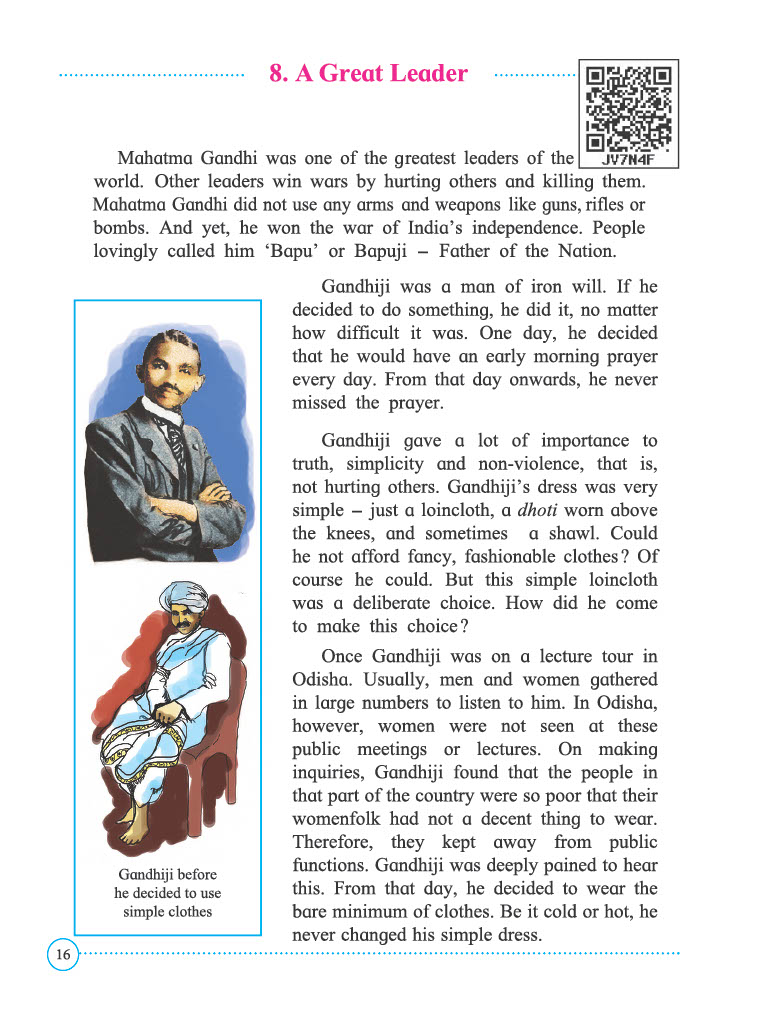 8. A Great Leader
JV7N4F
Mahatma Gandhi was one of the greatest leaders of the
world. Other leaders win wars by hurting others and killing them.
Mahatma Gandhi did not use any arms and weapons like guns, rifles or
bombs. And yet, he won the war of India's independence. People
lovingly called him ‘Bapu’ or Bapuji – Father of the Nation.
Gandhiji was a man of iron will. If he
decided to do something, he did it, no matter
how difficult it was. One day, he decided
that he would have an early morning prayer
every day. From that day onwards, he never
missed the prayer.
Gandhiji gave a lot of importance to
truth, simplicity and non-violence, that is,
not hurting others. Gandhiji’s dress was very
simple – just a loincloth, a dhoti worn above
the knees, and sometimes a shawl. Could
he not afford fancy, fashionable clothes? Of
course he could. But this simple loincloth
was a deliberate choice. How did he come
to make this choice?
Once Gandhiji was on a lecture tour in
Odisha. Usually, men and women gathered
in large numbers to listen to him. In Odisha,
however, women were not seen at these
public meetings or lectures. On making
inquiries, Gandhiji found that the people in
that part of the country were so poor that their
womenfolk had not a decent thing to wear.
Therefore, they kept away from public
functions. Gandhiji was deeply pained to hear
this. From that day, he decided to wear the
bare minimum of clothes. Be it cold or hot, he
never changed his simple dress.
Gandhiji before
he decided to use
simple clothes
16